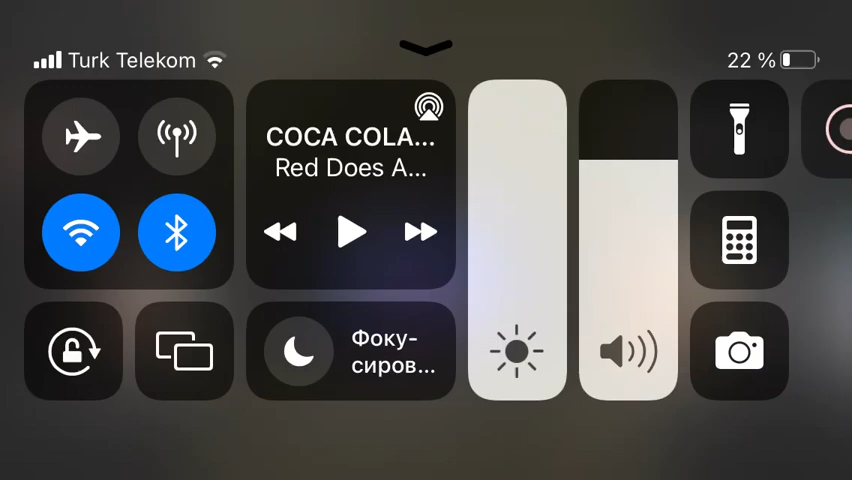 Turk Telekom
22 %
COCA COLA...
Red Does A...
Фоку-
сиров...